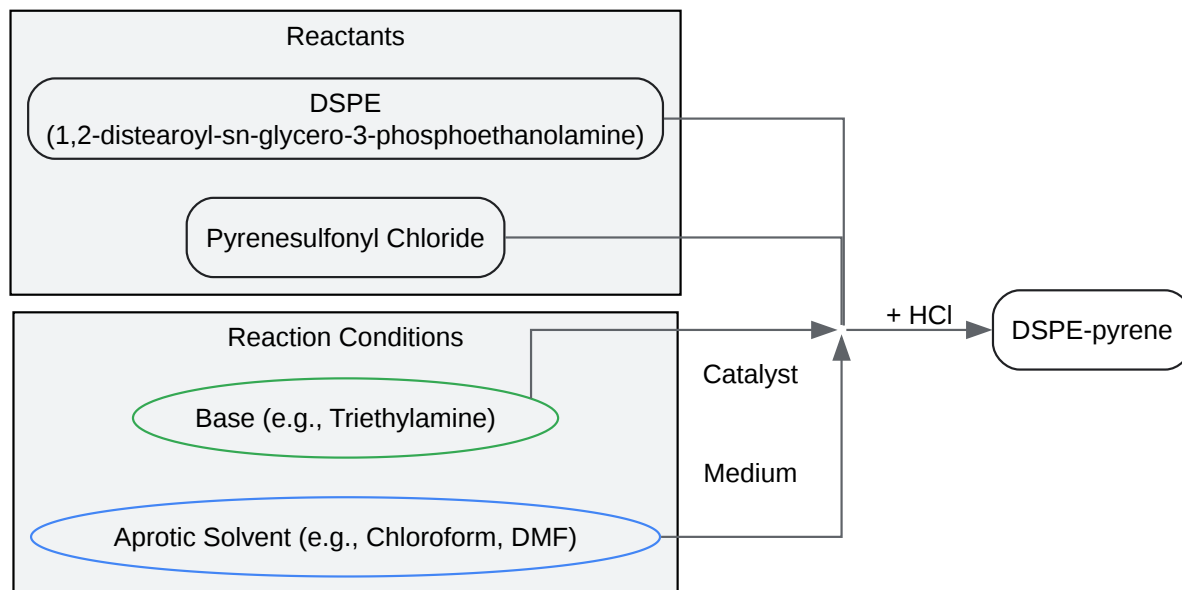 Reactants
DSPE
(1,2-distearoyl-sn-glycero-3-phosphoethanolamine)
Pyrenesulfonyl Chloride
Reaction Conditions
Base (e.g., Triethylamine)
Aprotic Solvent (e.g., Chloroform, DMF)
Catalyst
Medium
+ HCl
DSPE-pyrene